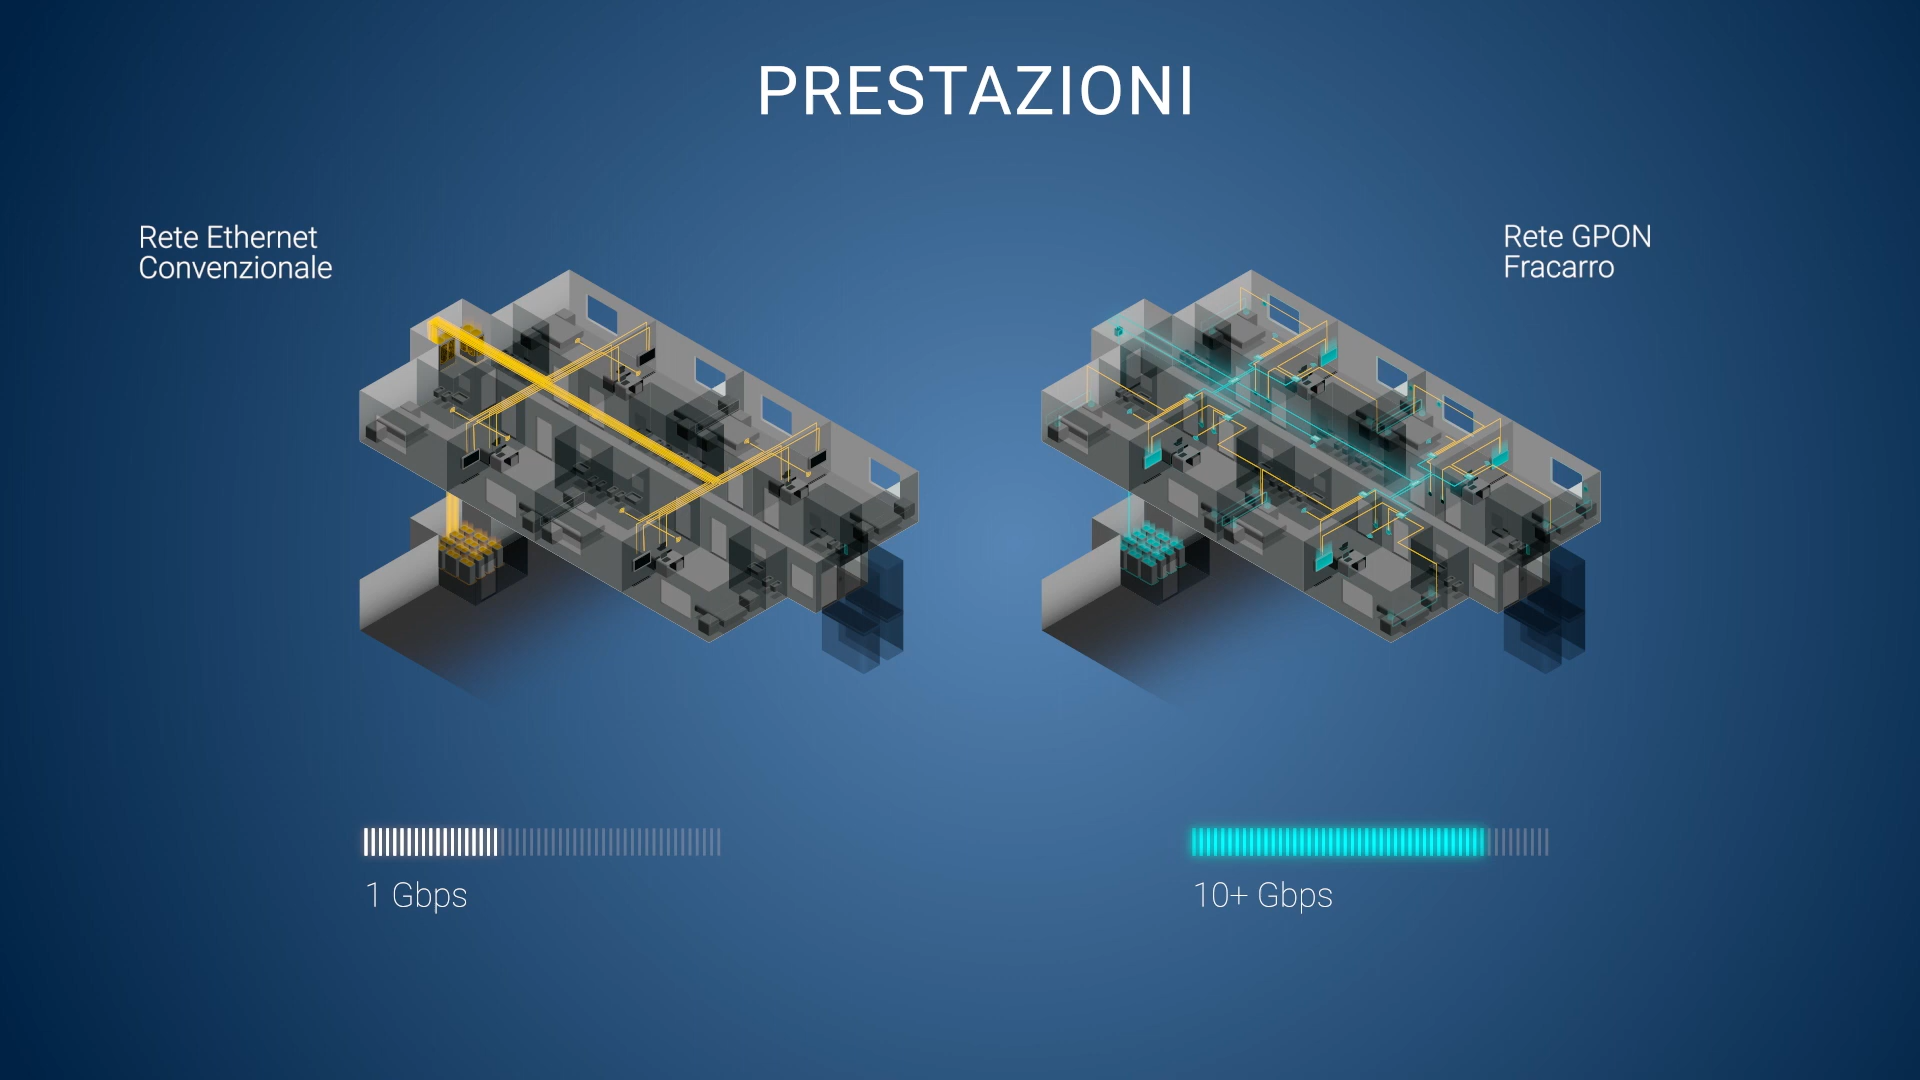 PRESTAZIONI
Rete Ethernet
Convenzionale
Rete GPON
Fracarro
1 Gbps
10+ Gbps